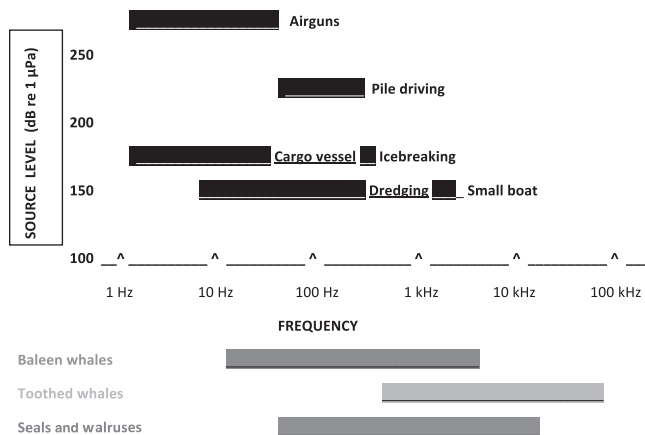 Airguns
250
Pile driving
200
Cargo vessel Icebreaking
150 Dredging Small boat
100 ^ ^ ^ ^ ^ ^
1 Hz 10 Hz 100 Hz 1 kHz 10 kHz 100 kHz
FREQUENCY
SOURCE LEVEL (dB re 1 μPa)
Baleen whales
Toothed whales
Seals and walruses